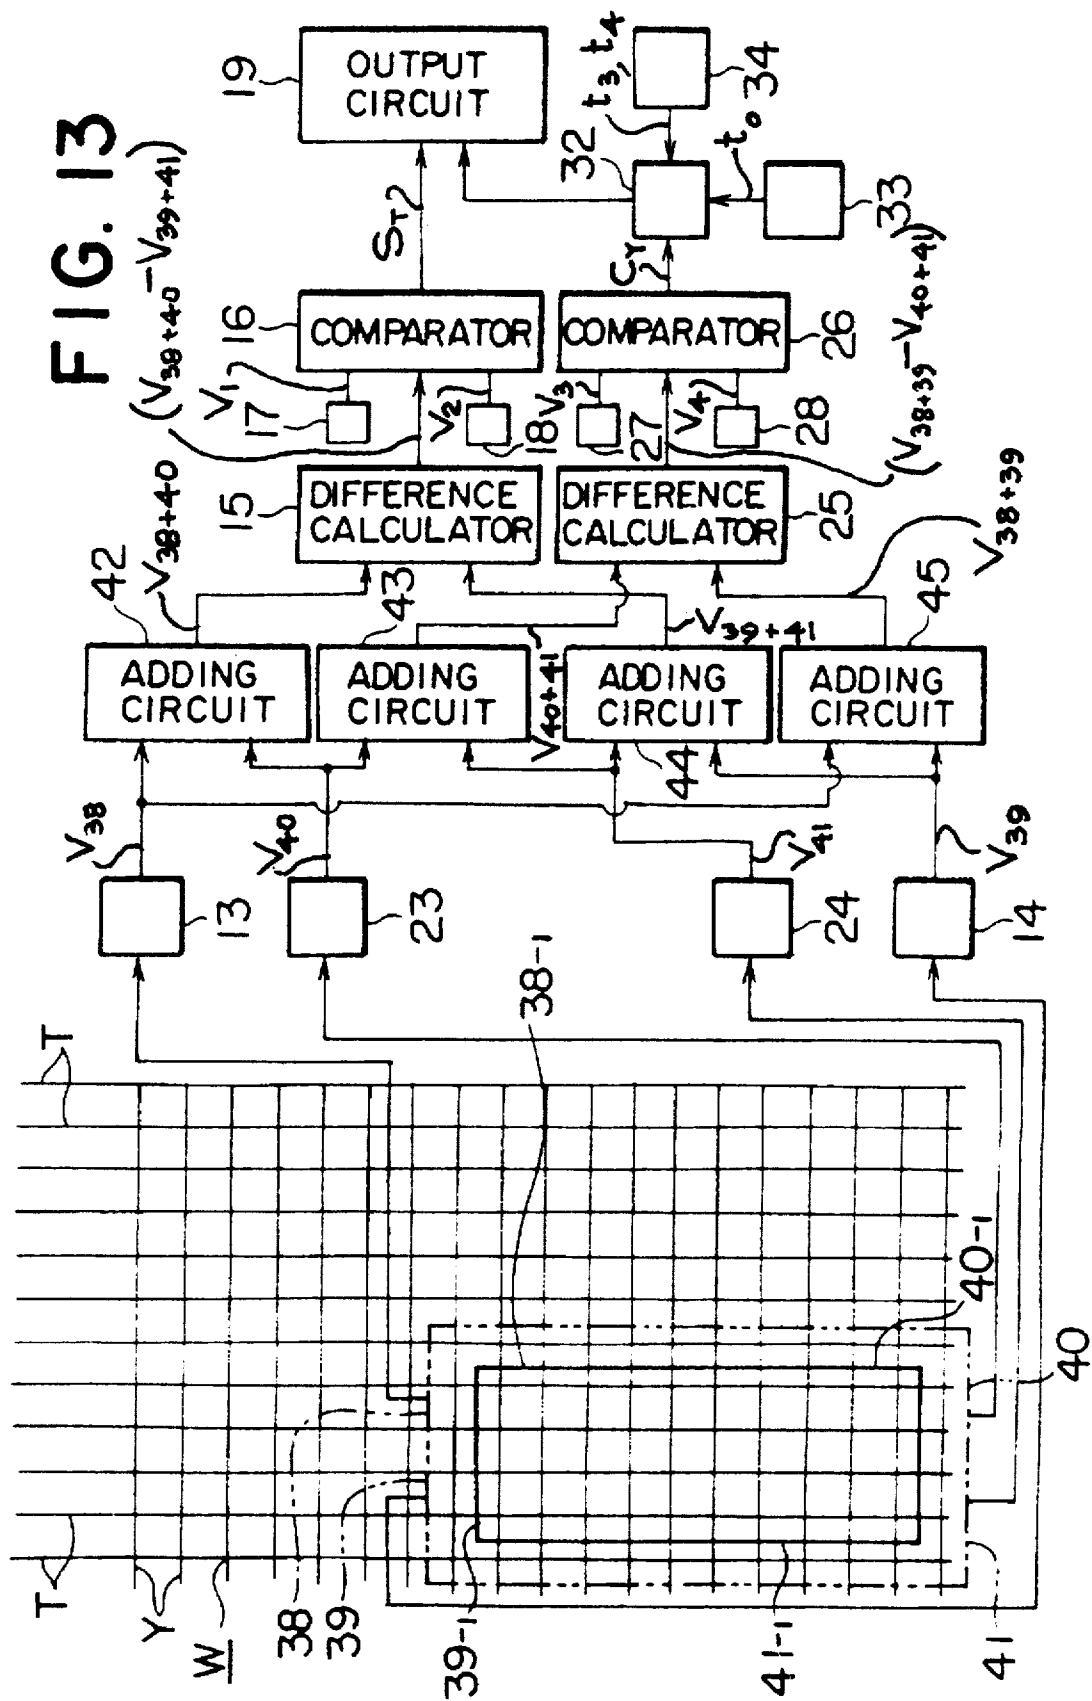 FIG. 13
T
T
Y
W
38
39
39-1
41-1
41
40
40-1
38-1
13
V38
23
V40
24
V41
14
V39
42
ADDING
CIRCUIT
V38+40
43
ADDING
CIRCUIT
V40+41
44
ADDING
CIRCUIT
V39+41
45
ADDING
CIRCUIT
V38+39
15
DIFFERENCE
CALCULATOR
(V38+40-V39+41)
25
DIFFERENCE
CALCULATOR
(V38+39-V40+41)
17
V1
18
V2
27
V3
28
V4
16
COMPARATOR
ST
26
COMPARATOR
CY
32
33
t0
34
t3, t4
19
OUTPUT
CIRCUIT